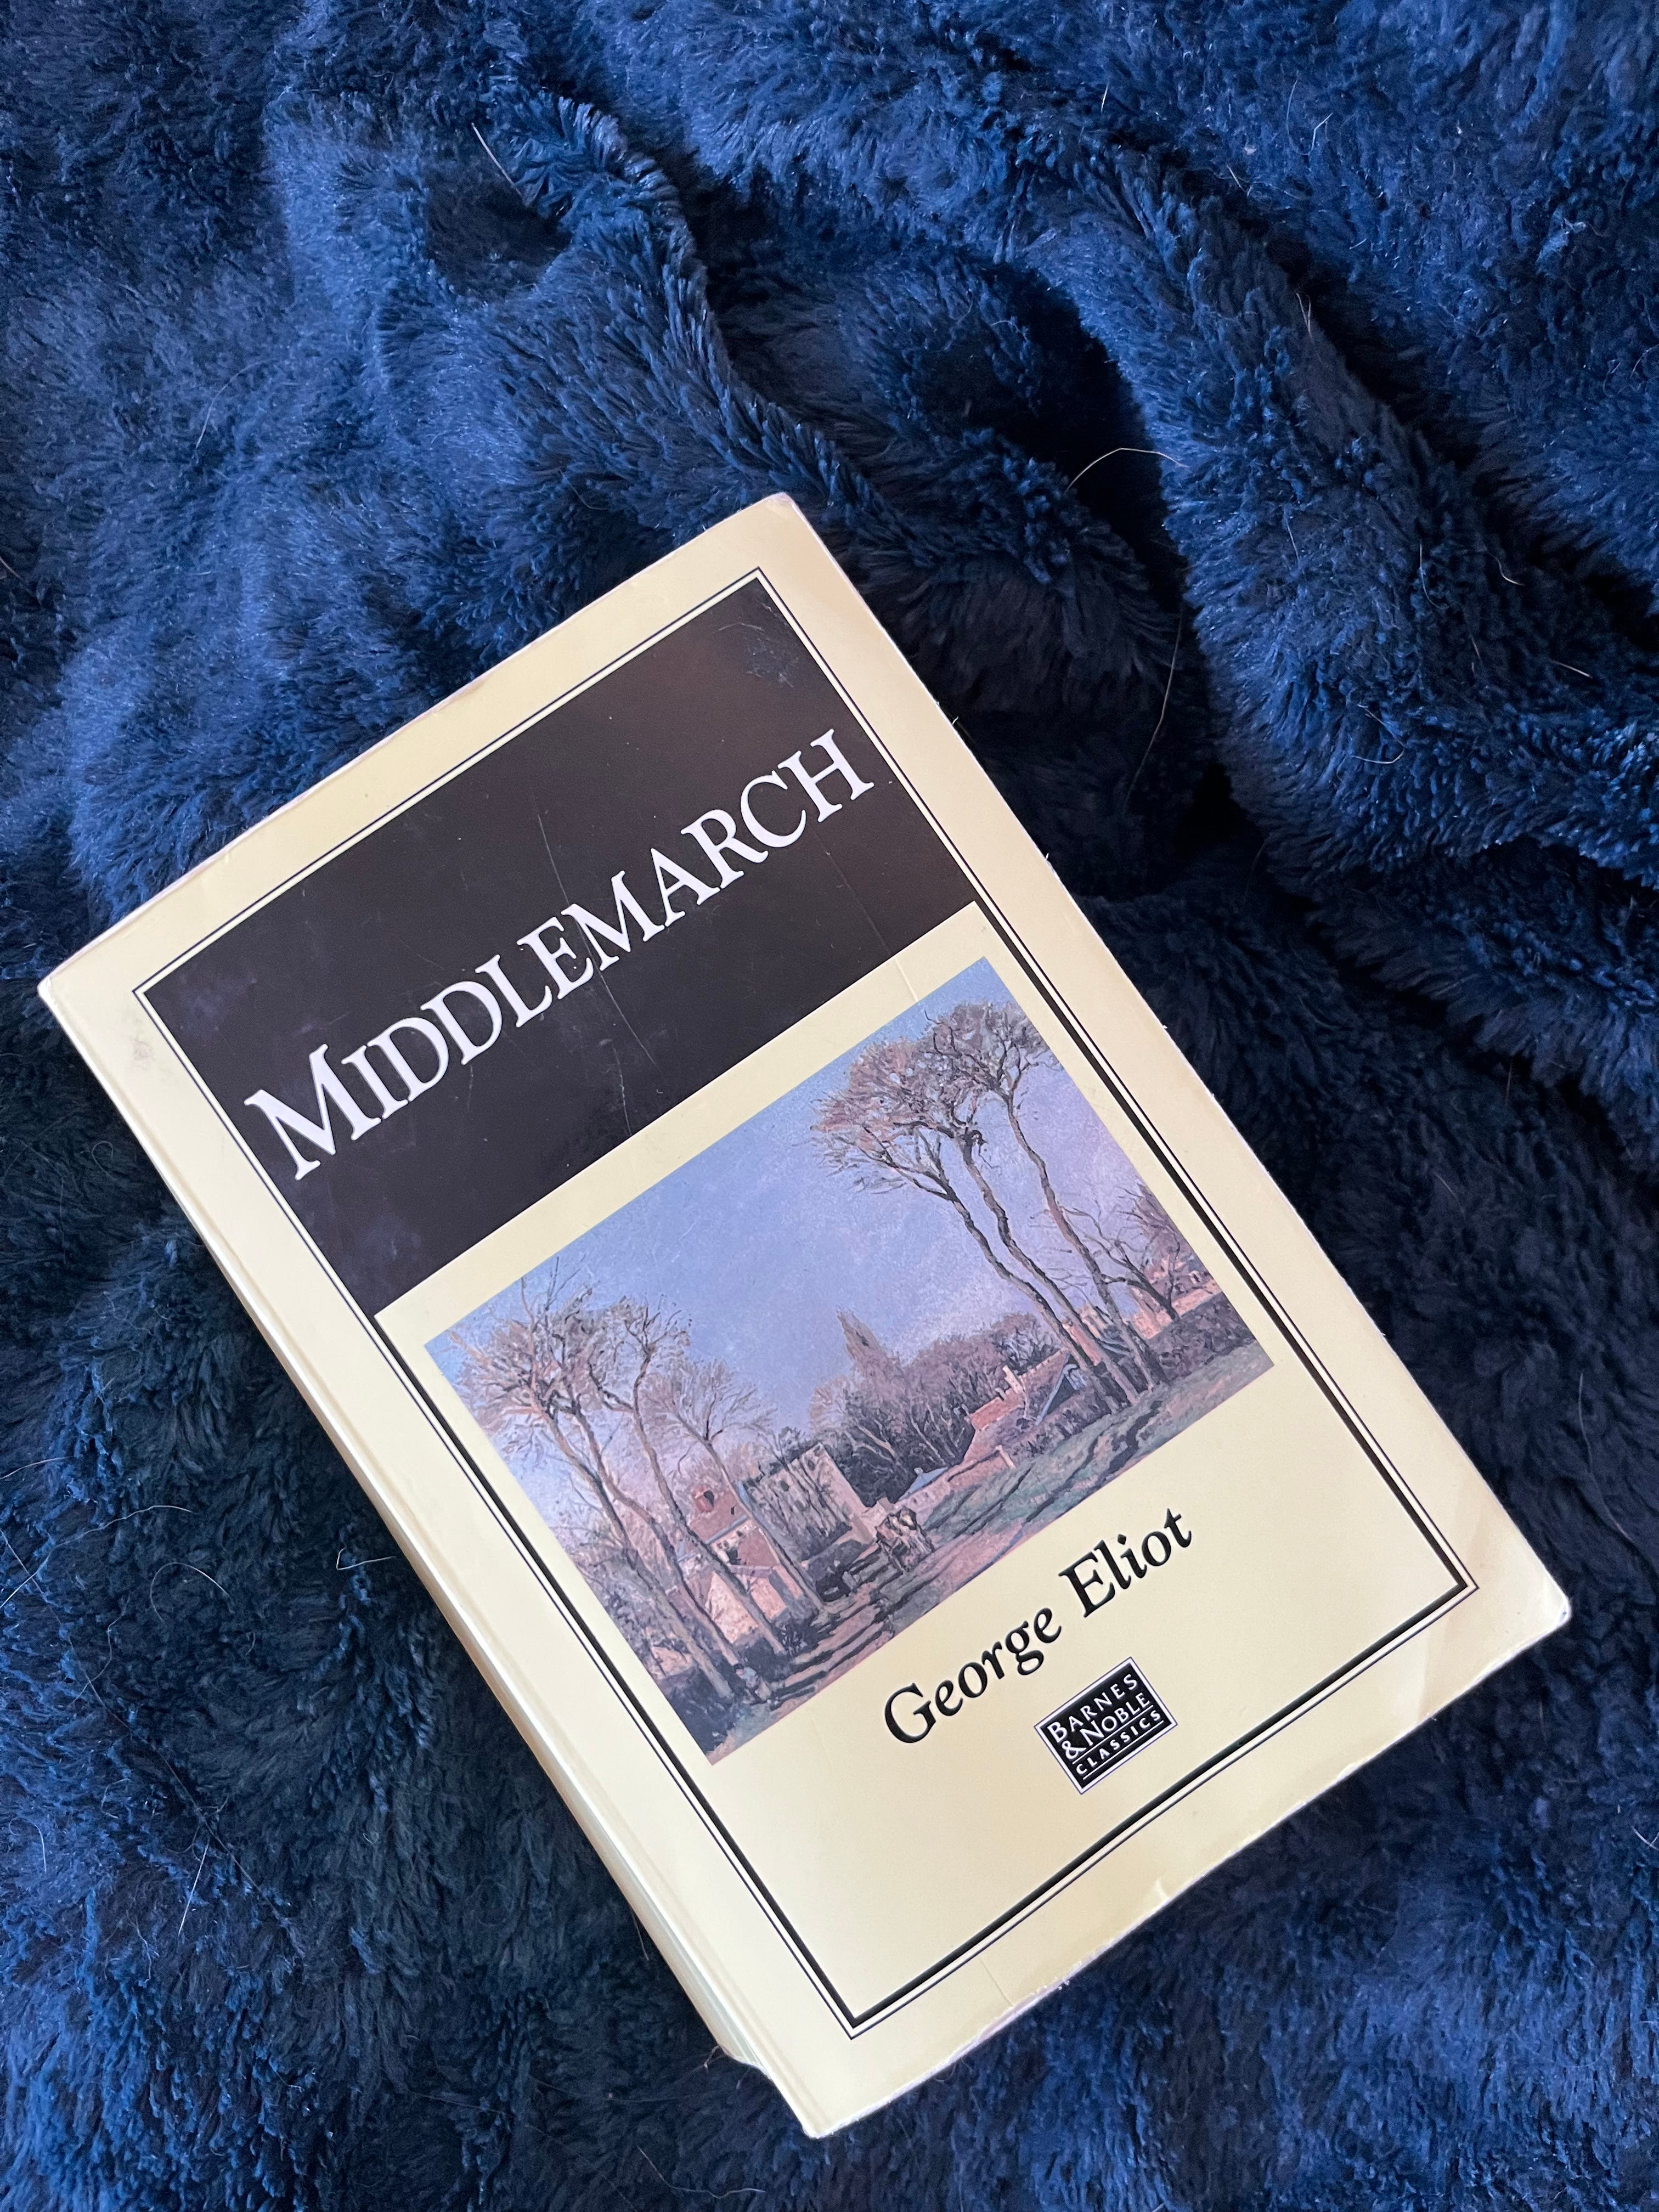 MIDDLEMARCH
George Eliot
BARNES
& NOBLE
CLASSICS